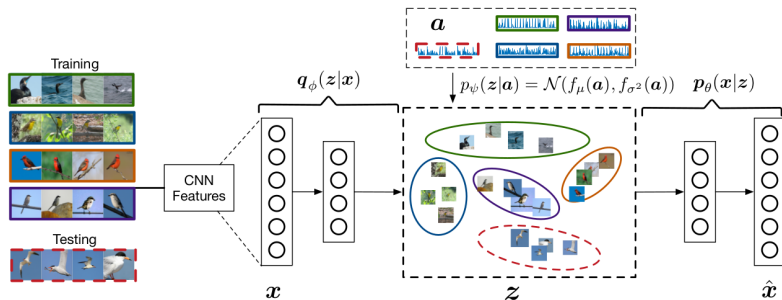 a
Training
q_ϕ(z|x)
p_ψ(z|a) = 𝒩(f_μ(a), f_σ²(a))
p_θ(x|z)
CNN
Features
Testing
x
z
x̂